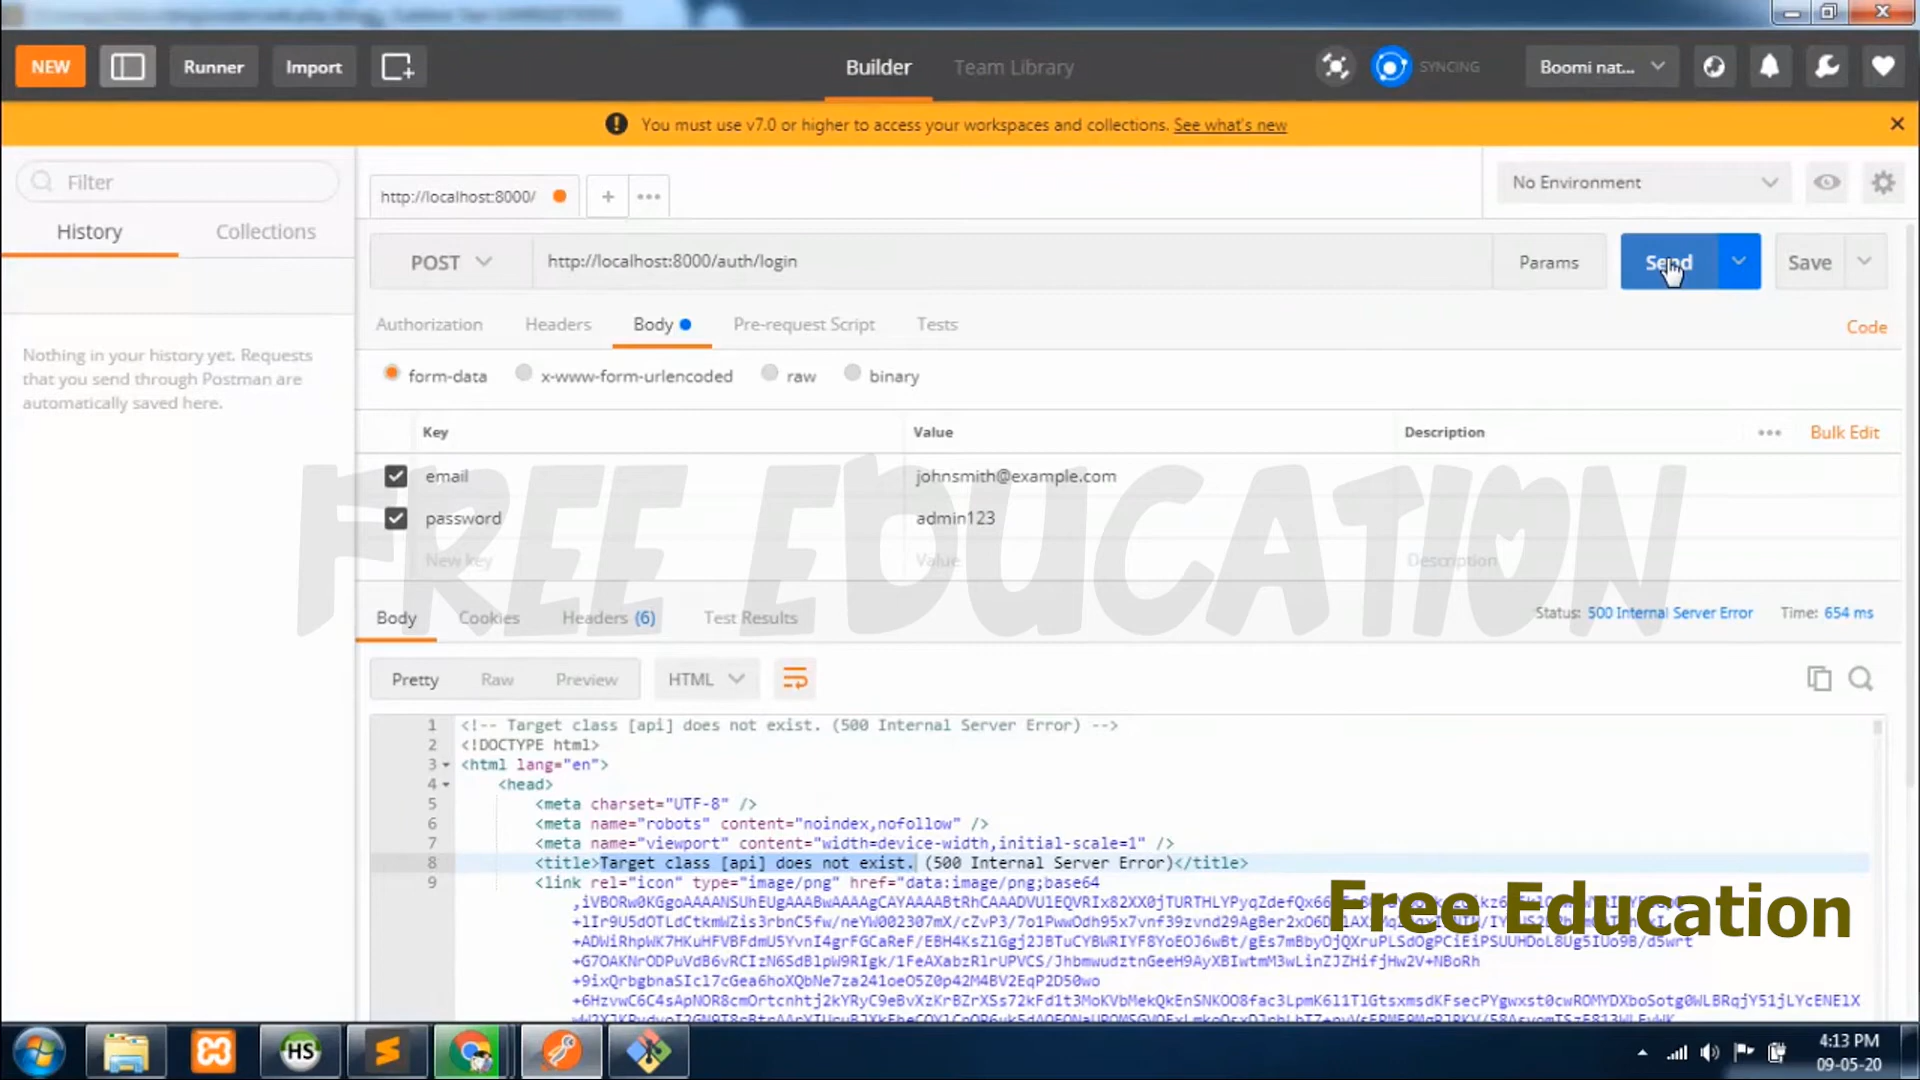 NEW
Runner
Import
Builder
Team Library
SYNCING
Boomi nat...
You must use v7.0 or higher to access your workspaces and collections. See what's new
Filter
History
Collections
Nothing in your history yet. Requests
that you send through Postman are
automatically saved here.
http://localhost:8000/
No Environment
POST
http://localhost:8000/auth/login
Params
Send
Save
Authorization
Headers
Body
Pre-request Script
Tests
Code
form-data
x-www-form-urlencoded
raw
binary
Key
Value
Description
Bulk Edit
email
johnsmith@example.com
password
admin123
New key
Value
Description
FREE EDUCATION
Body
Cookies
Headers (6)
Test Results
Status: 500 Internal Server Error
Time: 654 ms
Pretty
Raw
Preview
HTML
1 <!-- Target class [api] does not exist. (500 Internal Server Error) -->
2 <!DOCTYPE html>
3 <html lang="en">
4 <head>
5 <meta charset="UTF-8" />
6 <meta name="robots" content="noindex,nofollow" />
7 <meta name="viewport" content="width=device-width,initial-scale=1" />
8 <title>Target class [api] does not exist. (500 Internal Server Error)</title>
9 <link rel="icon" type="image/png" href="data:image/png;base64
Free Education
HS
4:13 PM
09-05-20